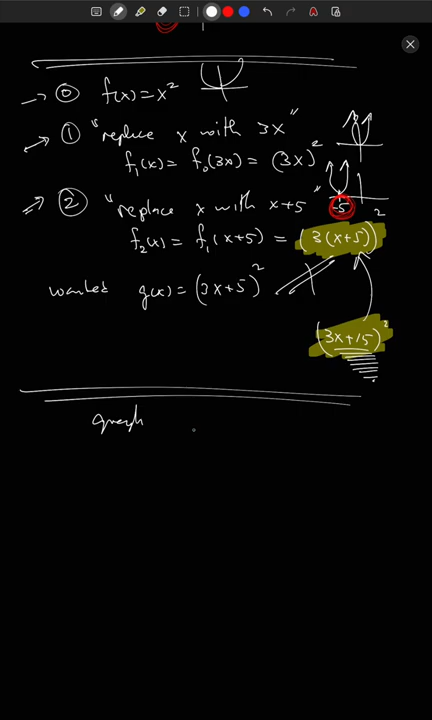 → ⓪ f(x) = x²
→ ① "replace x with 3x"
f₁(x) = f₀(3x) = (3x)²
→ ② "replace x with x+5" -5
f₂(x) = f₁(x+5) = (3(x+5))²
wanted g(x) = (3x+5)²
(3x+15)²
graph